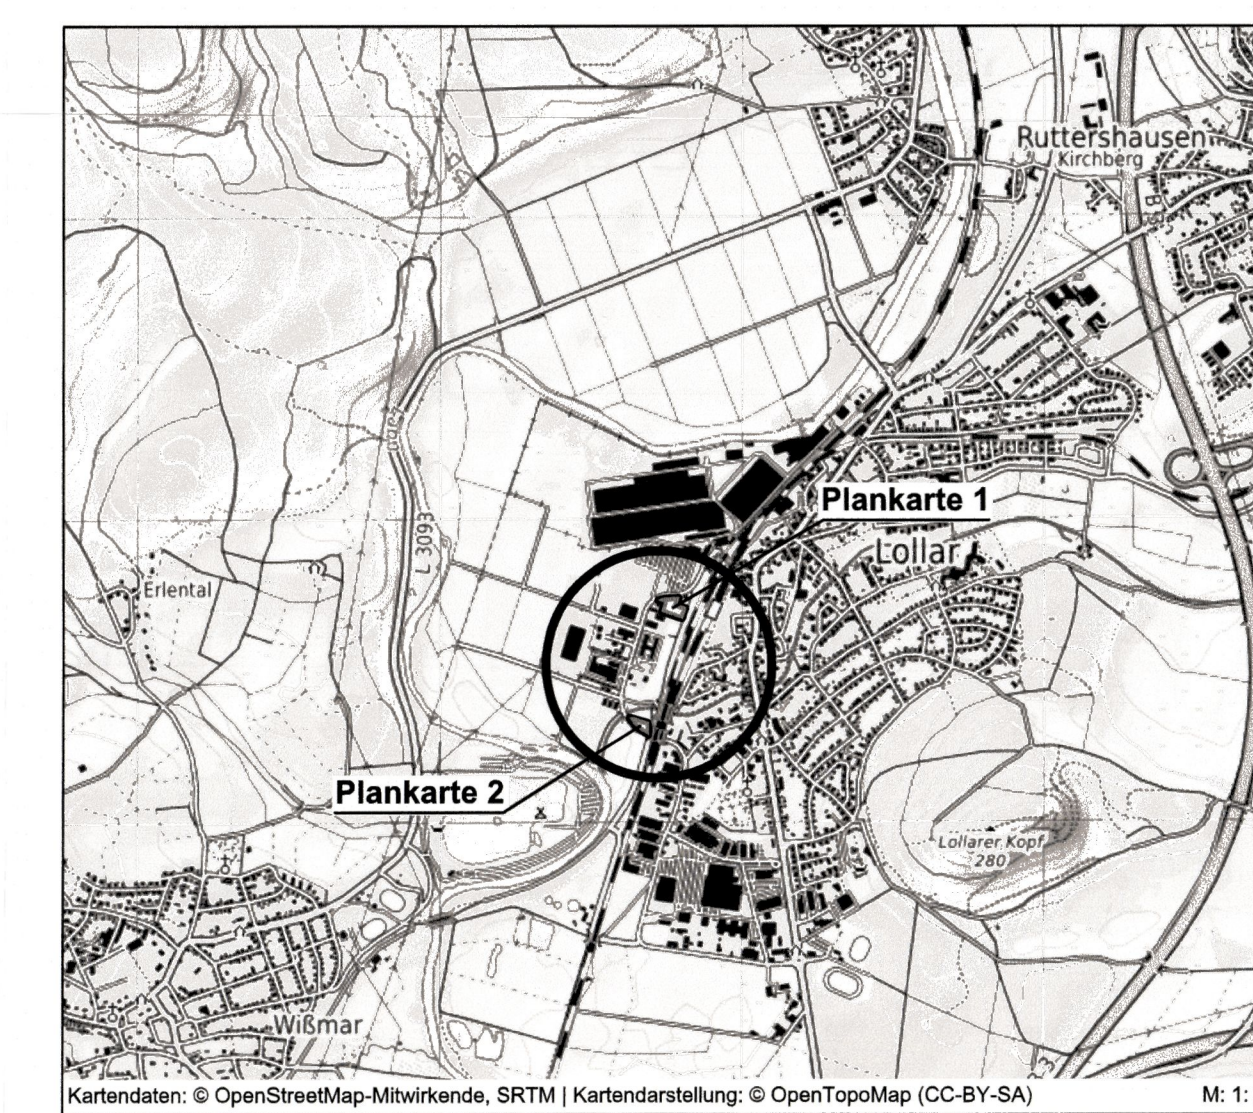 Ruttershausen
Kirchberg
B 3
Plankarte 1
Lollar
L 3093
Erlental
Plankarte 2
Lollarer Kopf
280
Wißmar
Kartendaten: © OpenStreetMap-Mitwirkende, SRTM | Kartendarstellung: © OpenTopoMap (CC-BY-SA)
M: 1: